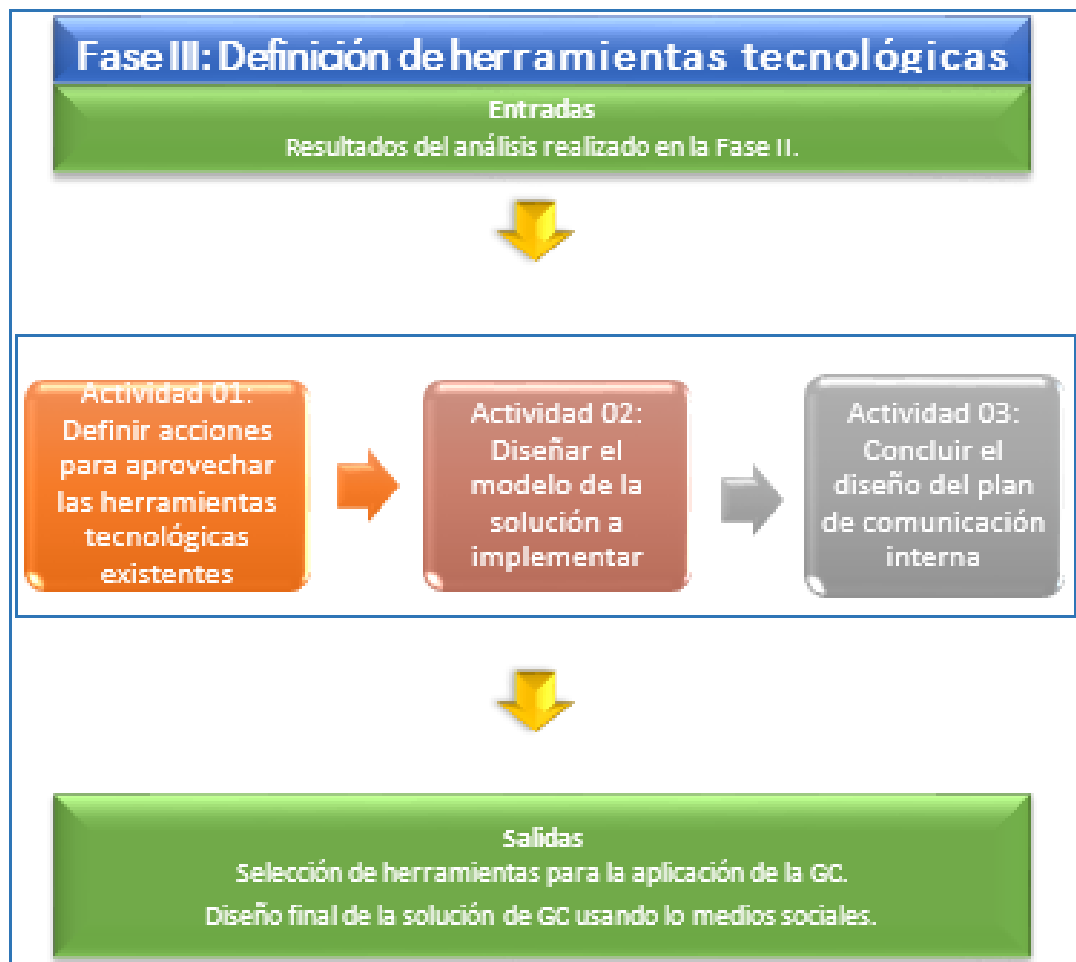 Fase III: Definición de herramientas tecnológicas
Entradas
Resultados del análisis realizado en la Fase II.
Actividad 01:
Definir acciones
para aprovechar
las herramientas
tecnológicas
existentes
Actividad 02:
Diseñar el
modelo de la
solución a
implementar
Actividad 03:
Concluir el
diseño del plan
de comunicación
interna
Salidas
Selección de herramientas para la aplicación de la GC.
Diseño final de la solución de GC usando lo medios sociales.